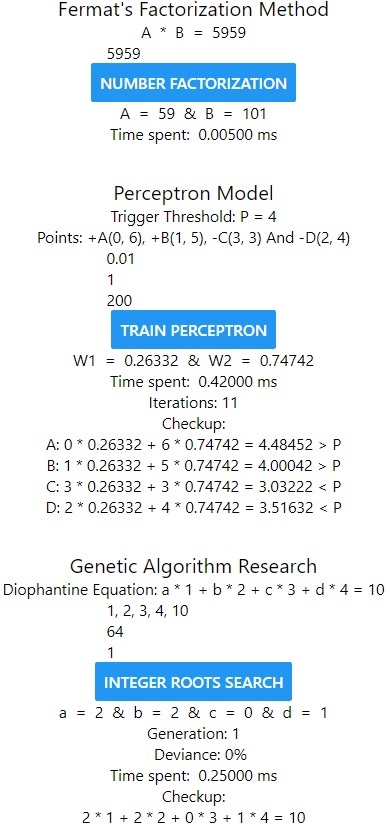 Fermat's Factorization Method
A * B = 5959
5959
NUMBER FACTORIZATION
A = 59 & B = 101
Time spent: 0.00500 ms
Perceptron Model
Trigger Threshold: P = 4
Points: +A(0, 6), +B(1, 5), -C(3, 3) And -D(2, 4)
0.01
1
200
TRAIN PERCEPTRON
W1 = 0.26332 & W2 = 0.74742
Time spent: 0.42000 ms
Iterations: 11
Checkup:
A: 0 * 0.26332 + 6 * 0.74742 = 4.48452 > P
B: 1 * 0.26332 + 5 * 0.74742 = 4.00042 > P
C: 3 * 0.26332 + 3 * 0.74742 = 3.03222 < P
D: 2 * 0.26332 + 4 * 0.74742 = 3.51632 < P
Genetic Algorithm Research
Diophantine Equation: a * 1 + b * 2 + c * 3 + d * 4 = 10
1, 2, 3, 4, 10
64
1
INTEGER ROOTS SEARCH
a = 2 & b = 2 & c = 0 & d = 1
Generation: 1
Deviance: 0%
Time spent: 0.25000 ms
Checkup:
2 * 1 + 2 * 2 + 0 * 3 + 1 * 4 = 10